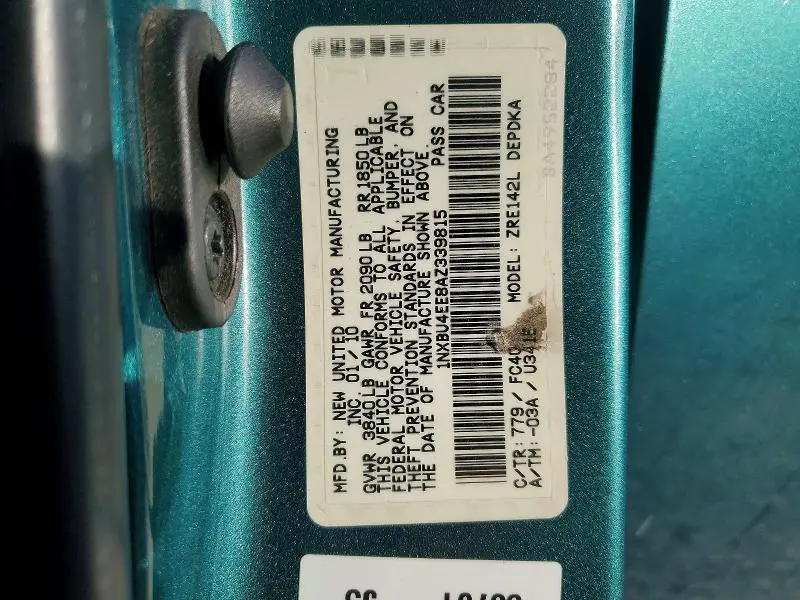 MFD.BY: NEW UNITED MOTOR MANUFACTURING
INC. 01/10
GVWR 3840LB GAWR FR 2090LB RR1850LB
THIS VEHICLE CONFORMS TO ALL APPLICABLE
FEDERAL MOTOR VEHICLE SAFETY, BUMPER, AND
THEFT PREVENTION STANDARDS IN EFFECT ON
THE DATE OF MANUFACTURE SHOWN ABOVE.
1NXBU4EE8AZ339815 PASS CAR
C/TR: 779/FC40 MODEL: ZRE142L DEPDKA
A/TM: -03A/U341E